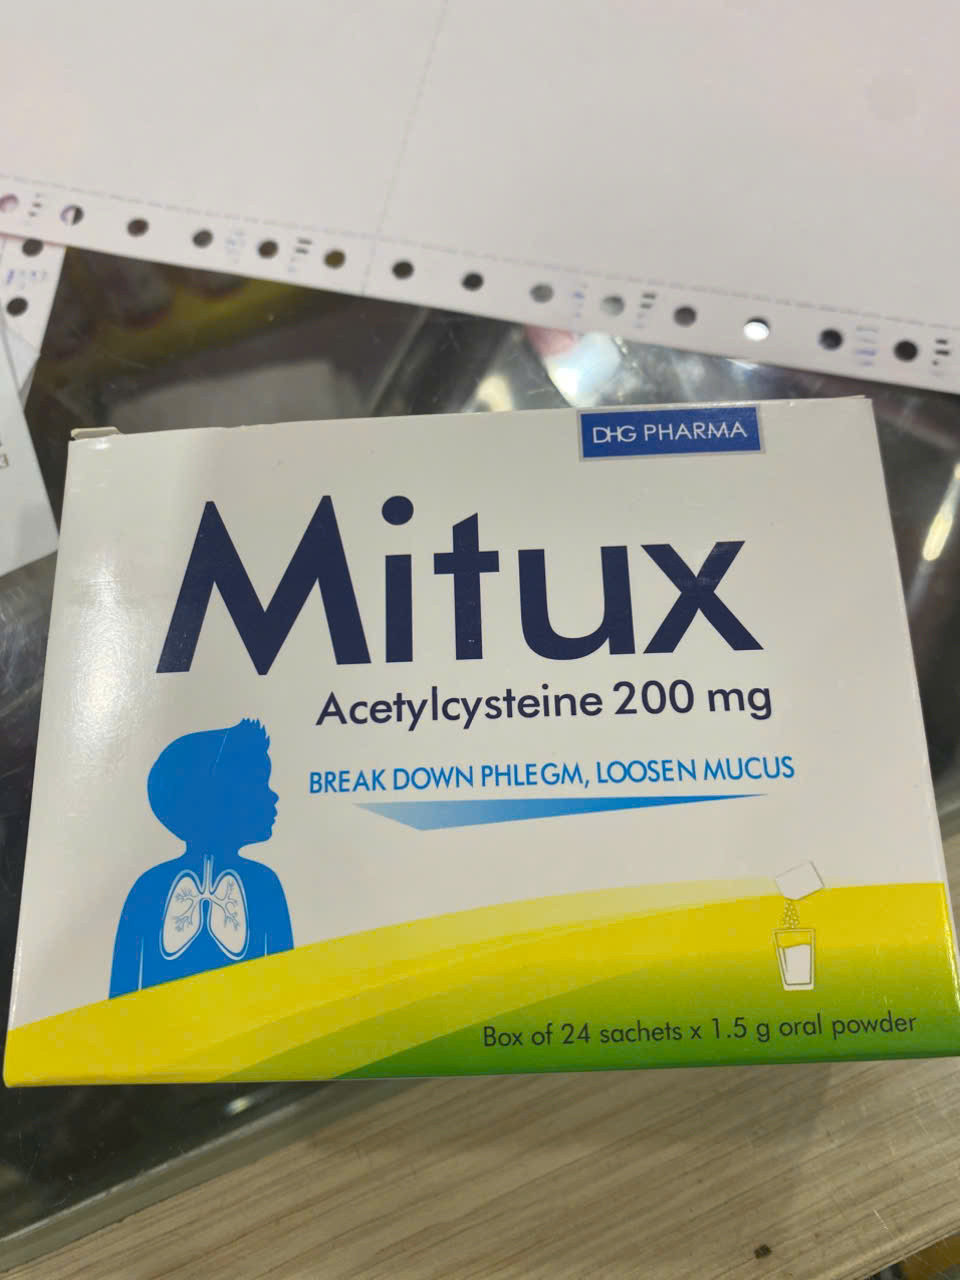 DHG PHARMA
Mitux
Acetylcysteine 200 mg
BREAK DOWN PHLEGM, LOOSEN MUCUS
Box of 24 sachets x 1.5 g oral powder